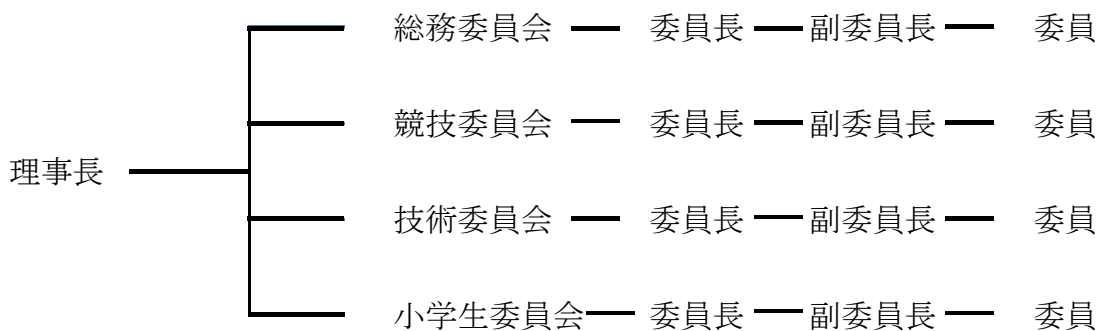 総務委員会 委員長 副委員長 委員
競技委員会 委員長 副委員長 委員
理事長
技術委員会 委員長 副委員長 委員
小学生委員会 委員長 副委員長 委員